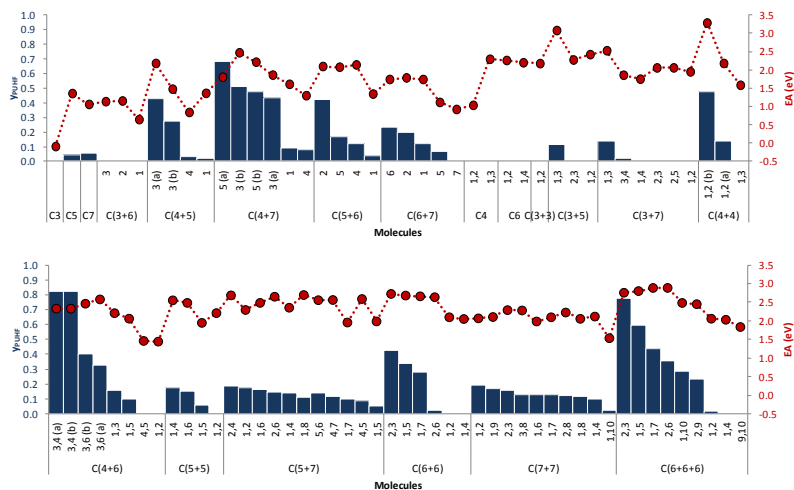 1.0 3.5
0.9 3.0
0.8 2.5
0.7 2.0
0.6 1.5
0.5 1.0
0.4 0.5
0.3 0.0
0.2 -0.5
0.1
0.0
yPUHF
EA (eV)
3 2 1 3 (a) 3 (b) 4 1 5 (a) 3 (b) 5 (b) 3 (a) 1 4 2 5 4 1 6 2 1 5 7 1,2 1,3 1,2 1,4 1,2 1,3 2,3 1,2 1,3 3,4 1,4 2,3 2,5 1,2 1,2 (b) 1,2 (a) 1,3
C3 C5 C7 C(3+6) C(4+5) C(4+7) C(5+6) C(6+7) C4 C6 C(3+3) C(3+5) C(3+7) C(4+4)
Molecules
1.0 3.5
0.9 3.0
0.8 2.5
0.7 2.0
0.6 1.5
0.5 1.0
0.4 0.5
0.3 0.0
0.2 -0.5
0.1
0.0
yPUHF
EA (eV)
3,4 (a) 3,4 (b) 3,6 (b) 3,6 (a) 1,3 1,5 4,5 1,2 1,4 1,6 1,5 1,2 2,4 1,2 1,6 2,6 1,4 1,8 5,6 4,7 1,7 4,5 1,5 2,3 1,5 1,7 2,6 1,2 1,4 1,2 1,9 2,3 3,8 1,6 1,7 2,8 1,8 1,4 1,10 2,3 1,5 1,7 2,6 1,10 2,9 1,2 1,4 9,10
C(4+6) C(5+5) C(5+7) C(6+6) C(7+7) C(6+6+6)
Molecules